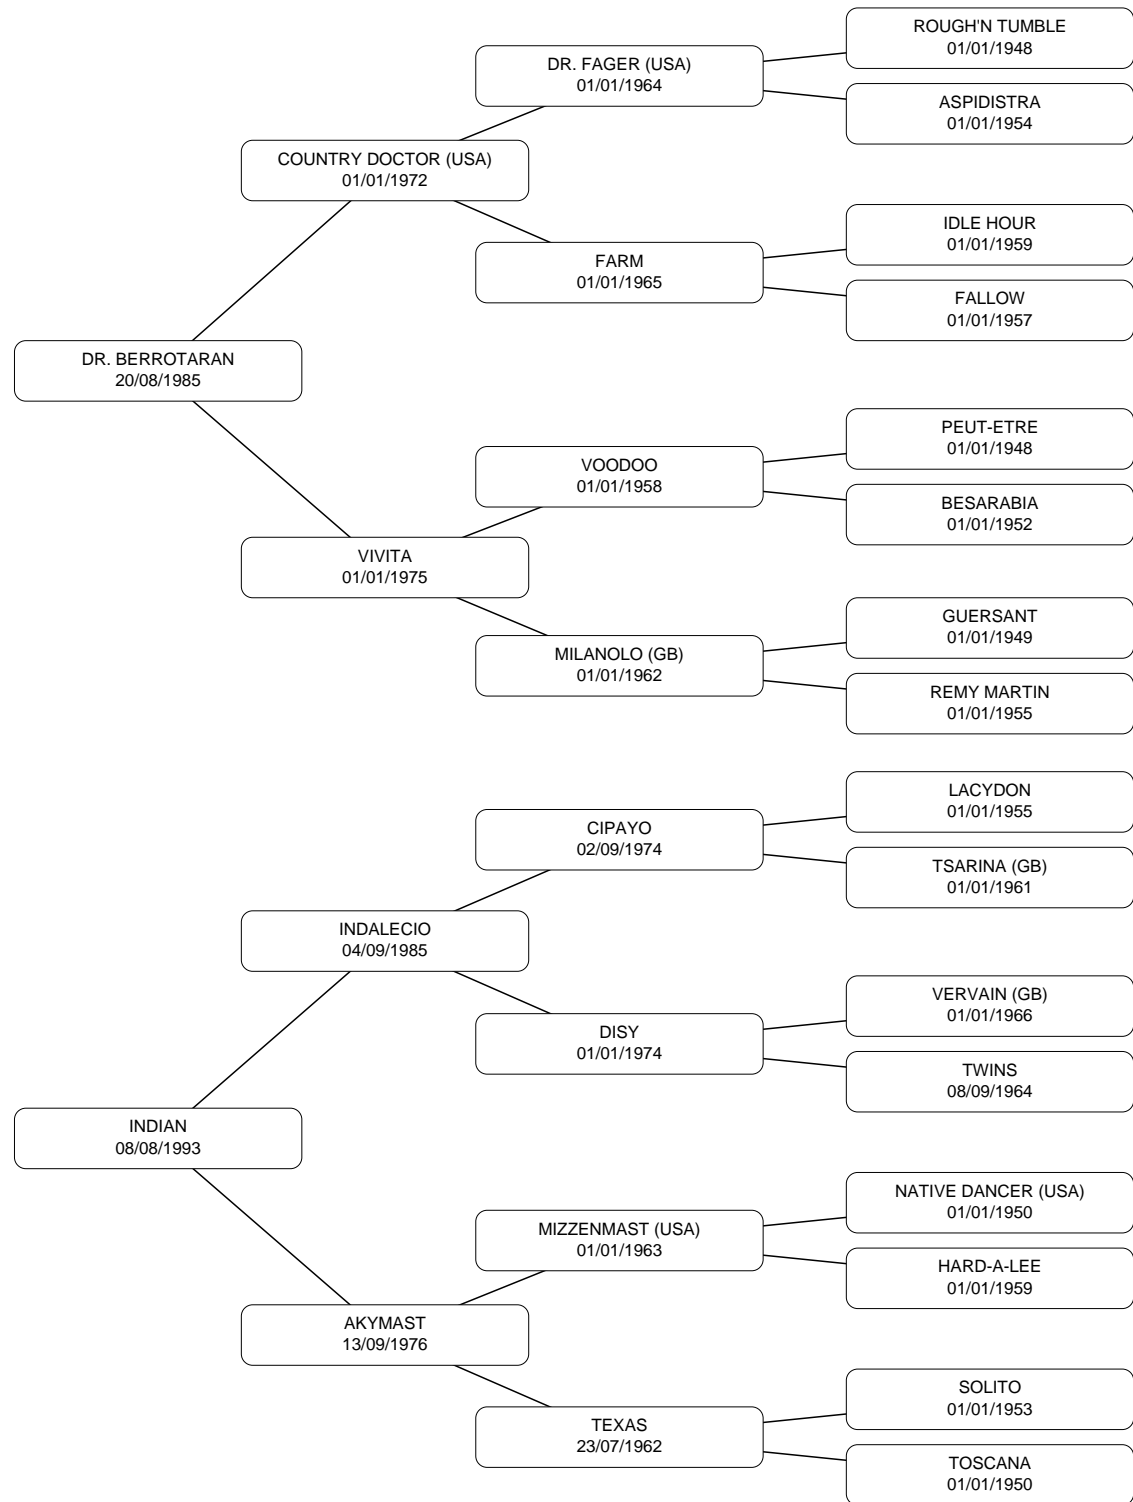 ROUGH'N TUMBLE
01/01/1948
DR. FAGER (USA)
01/01/1964
ASPIDISTRA
01/01/1954
COUNTRY DOCTOR (USA)
01/01/1972
IDLE HOUR
01/01/1959
FARM
01/01/1965
FALLOW
01/01/1957
DR. BERROTARAN
20/08/1985
PEUT-ETRE
01/01/1948
VOODOO
01/01/1958
BESARABIA
01/01/1952
VIVITA
01/01/1975
GUERSANT
01/01/1949
MILANOLO (GB)
01/01/1962
REMY MARTIN
01/01/1955
LACYDON
01/01/1955
CIPAYO
02/09/1974
TSARINA (GB)
01/01/1961
INDALECIO
04/09/1985
VERVAIN (GB)
01/01/1966
DISY
01/01/1974
TWINS
08/09/1964
INDIAN
08/08/1993
NATIVE DANCER (USA)
01/01/1950
MIZZENMAST (USA)
01/01/1963
HARD-A-LEE
01/01/1959
AKYMAST
13/09/1976
SOLITO
01/01/1953
TEXAS
23/07/1962
TOSCANA
01/01/1950